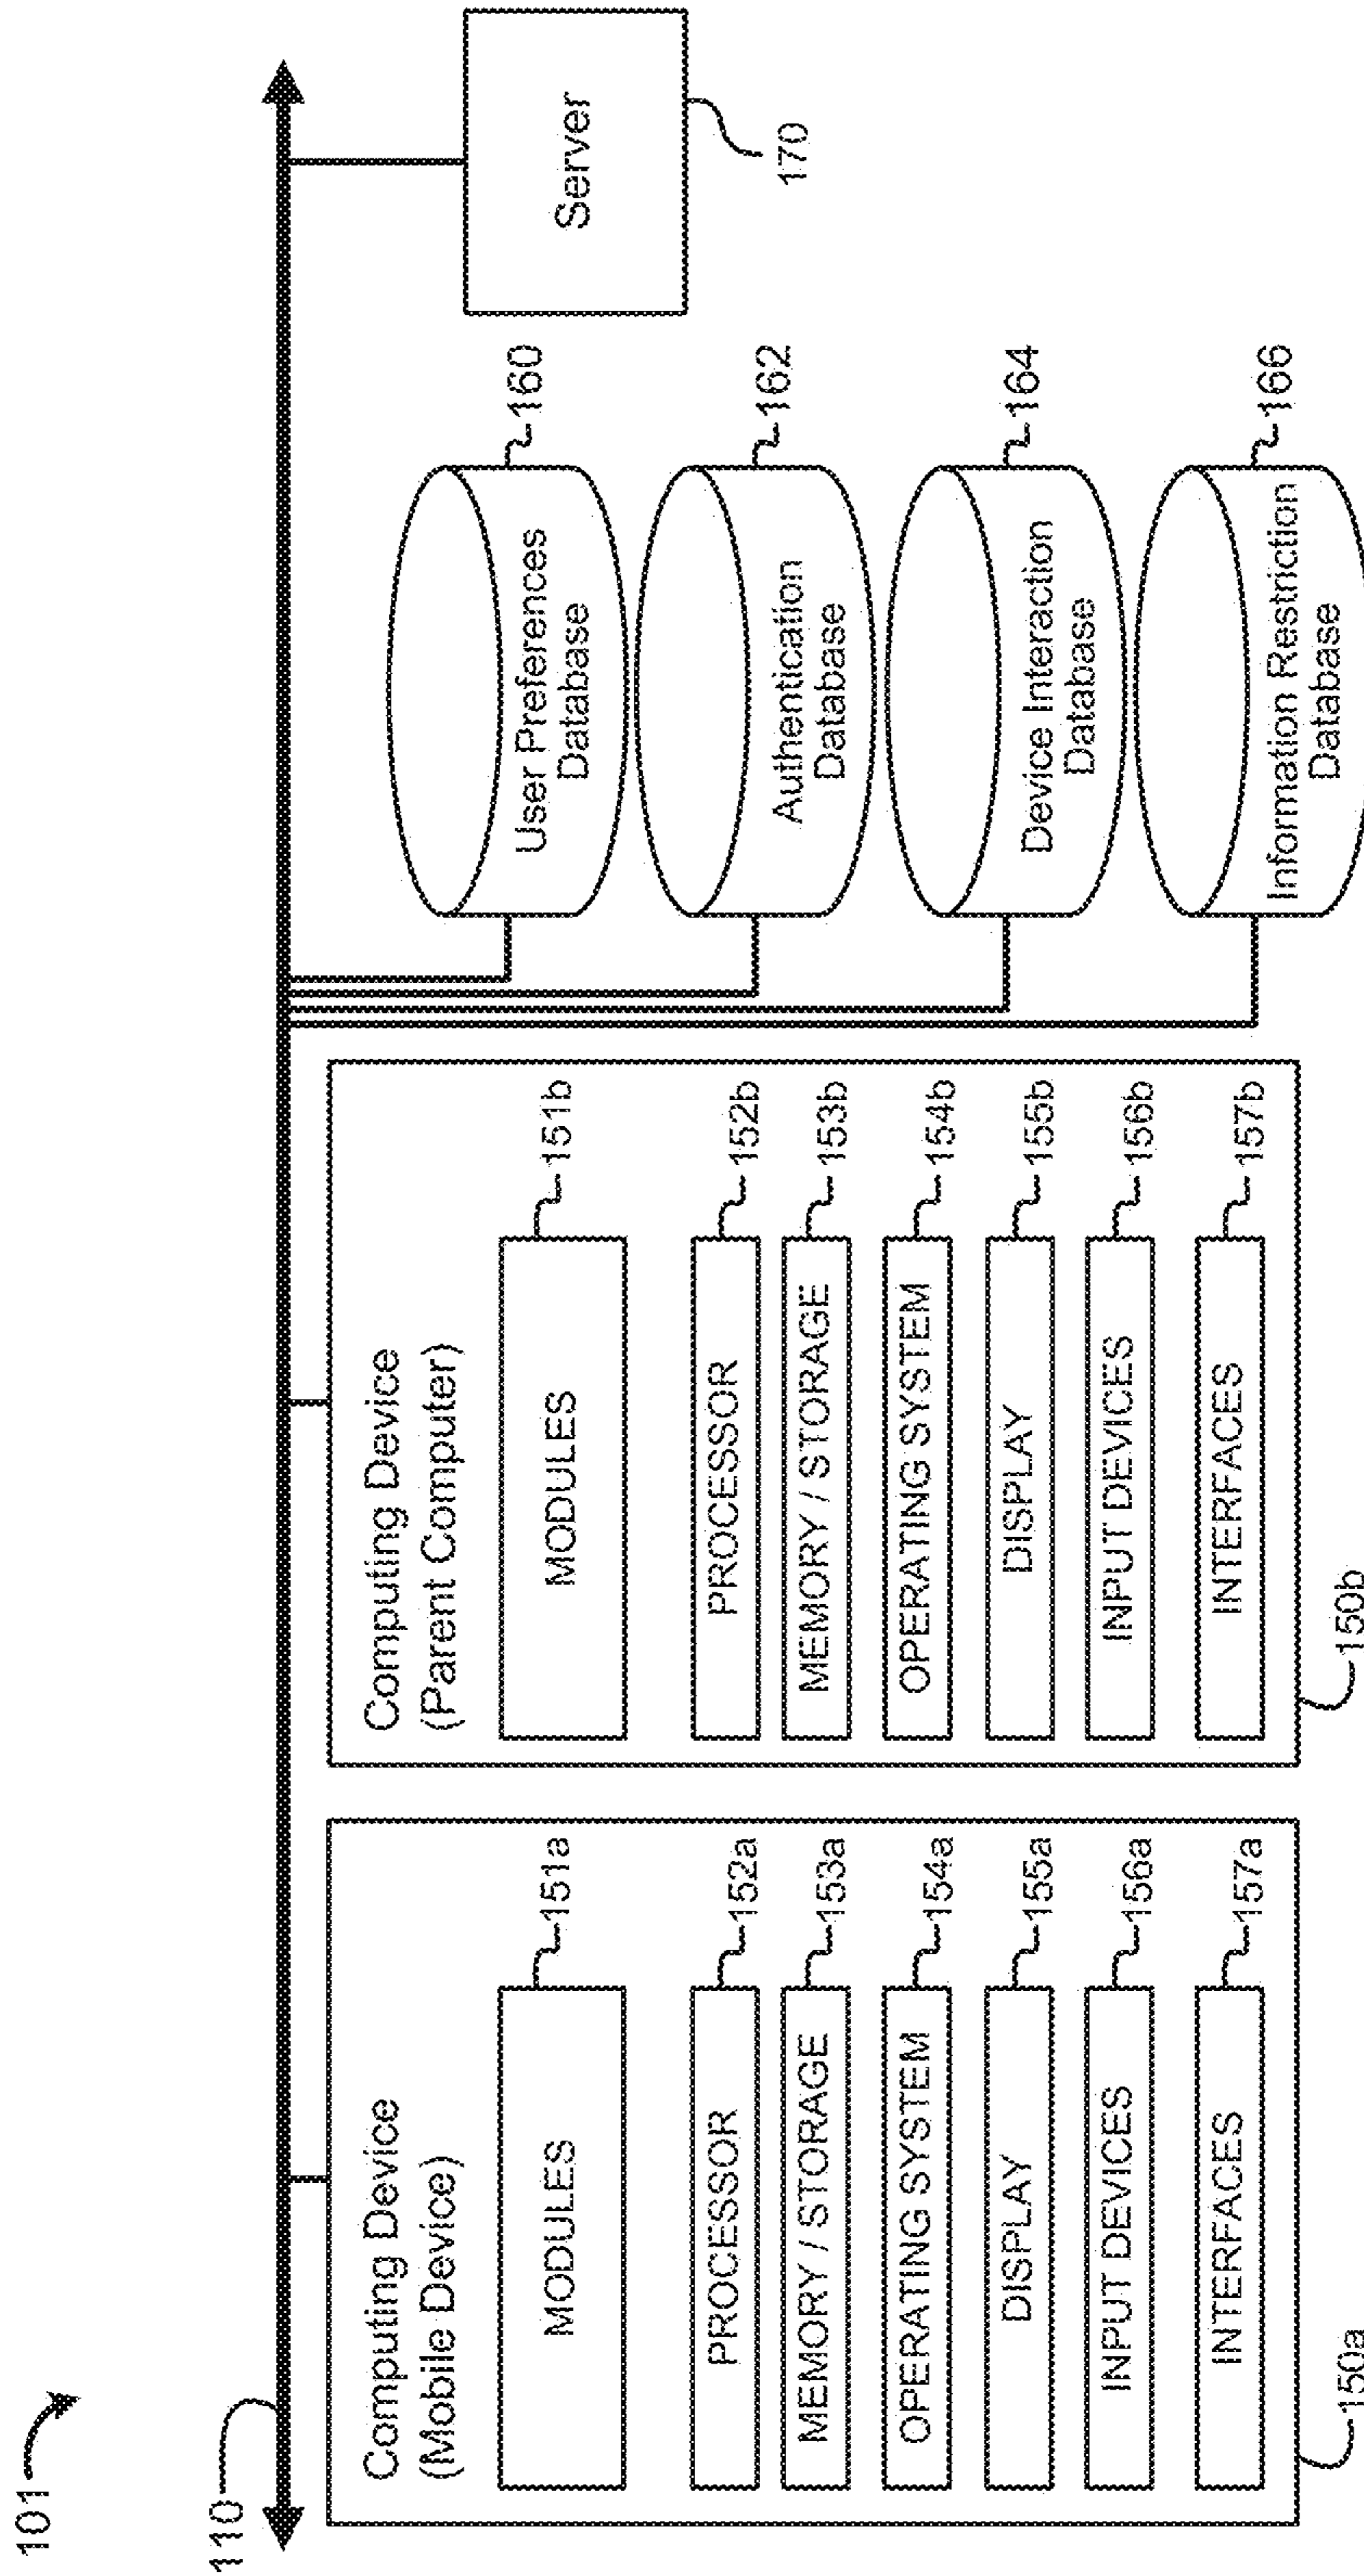 101
110
Computing Device
(Mobile Device)
MODULES
151a
PROCESSOR
152a
MEMORY / STORAGE
153a
OPERATING SYSTEM
154a
DISPLAY
155a
INPUT DEVICES
156a
INTERFACES
157a
150a
Computing Device
(Parent Computer)
MODULES
151b
PROCESSOR
152b
MEMORY / STORAGE
153b
OPERATING SYSTEM
154b
DISPLAY
155b
INPUT DEVICES
156b
INTERFACES
157b
150b
User Preferences
Database
160
Authentication
Database
162
Device Interaction
Database
164
Information Restriction
Database
166
Server
170